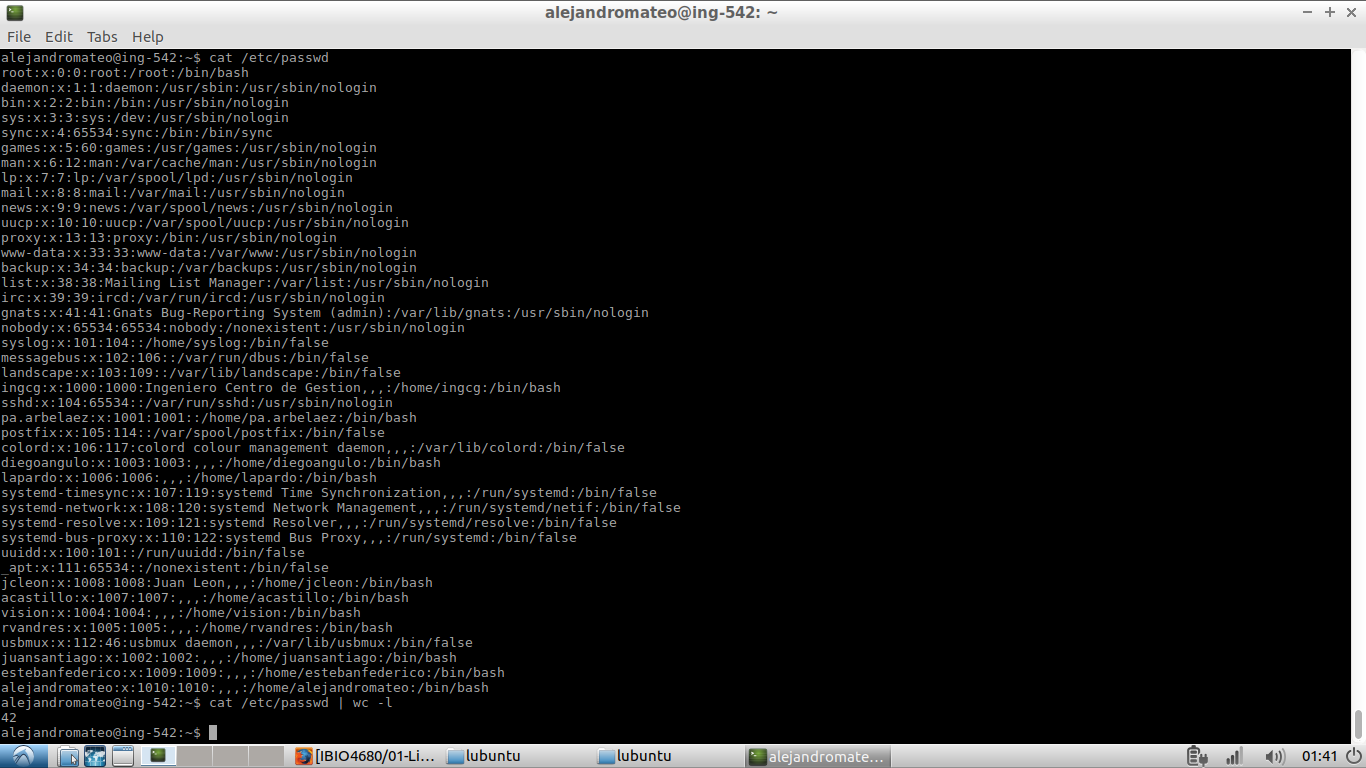 alejandromateo@ing-542: ~
File Edit Tabs Help
alejandromateo@ing-542:~$ cat /etc/passwd
root:x:0:0:root:/root:/bin/bash
daemon:x:1:1:daemon:/usr/sbin:/usr/sbin/nologin
bin:x:2:2:bin:/bin:/usr/sbin/nologin
sys:x:3:3:sys:/dev:/usr/sbin/nologin
sync:x:4:65534:sync:/bin:/bin/sync
games:x:5:60:games:/usr/games:/usr/sbin/nologin
man:x:6:12:man:/var/cache/man:/usr/sbin/nologin
lp:x:7:7:lp:/var/spool/lpd:/usr/sbin/nologin
mail:x:8:8:mail:/var/mail:/usr/sbin/nologin
news:x:9:9:news:/var/spool/news:/usr/sbin/nologin
uucp:x:10:10:uucp:/var/spool/uucp:/usr/sbin/nologin
proxy:x:13:13:proxy:/bin:/usr/sbin/nologin
www-data:x:33:33:www-data:/var/www:/usr/sbin/nologin
backup:x:34:34:backup:/var/backups:/usr/sbin/nologin
list:x:38:38:Mailing List Manager:/var/list:/usr/sbin/nologin
irc:x:39:39:ircd:/var/run/ircd:/usr/sbin/nologin
gnats:x:41:41:Gnats Bug-Reporting System (admin):/var/lib/gnats:/usr/sbin/nologin
nobody:x:65534:65534:nobody:/nonexistent:/usr/sbin/nologin
syslog:x:101:104::/home/syslog:/bin/false
messagebus:x:102:106::/var/run/dbus:/bin/false
landscape:x:103:109::/var/lib/landscape:/bin/false
ingcg:x:1000:1000:Ingeniero Centro de Gestion,,,:/home/ingcg:/bin/bash
sshd:x:104:65534::/var/run/sshd:/usr/sbin/nologin
pa.arbelaez:x:1001:1001::/home/pa.arbelaez:/bin/bash
postfix:x:105:114::/var/spool/postfix:/bin/false
colord:x:106:117:colord colour management daemon,,,:/var/lib/colord:/bin/false
diegoangulo:x:1003:1003:,,,:/home/diegoangulo:/bin/bash
lapardo:x:1006:1006:,,,:/home/lapardo:/bin/bash
systemd-timesync:x:107:119:systemd Time Synchronization,,,:/run/systemd:/bin/false
systemd-network:x:108:120:systemd Network Management,,,:/run/systemd/netif:/bin/false
systemd-resolve:x:109:121:systemd Resolver,,,:/run/systemd/resolve:/bin/false
systemd-bus-proxy:x:110:122:systemd Bus Proxy,,,:/run/systemd:/bin/false
uuidd:x:100:101::/run/uuidd:/bin/false
_apt:x:111:65534::/nonexistent:/bin/false
jcleon:x:1008:1008:Juan Leon,,,:/home/jcleon:/bin/bash
acastillo:x:1007:1007:,,,:/home/acastillo:/bin/bash
vision:x:1004:1004:,,,:/home/vision:/bin/bash
rvandres:x:1005:1005:,,,:/home/rvandres:/bin/bash
usbmux:x:112:46:usbmux daemon,,,:/var/lib/usbmux:/bin/false
juansantiago:x:1002:1002:,,,:/home/juansantiago:/bin/bash
estebanfederico:x:1009:1009:,,,:/home/estebanfederico:/bin/bash
alejandromateo:x:1010:1010:,,,:/home/alejandromateo:/bin/bash
alejandromateo@ing-542:~$ cat /etc/passwd | wc -l
42
alejandromateo@ing-542:~$
[IBIO4680/01-Li... lubuntu lubuntu alejandromate... 01:41